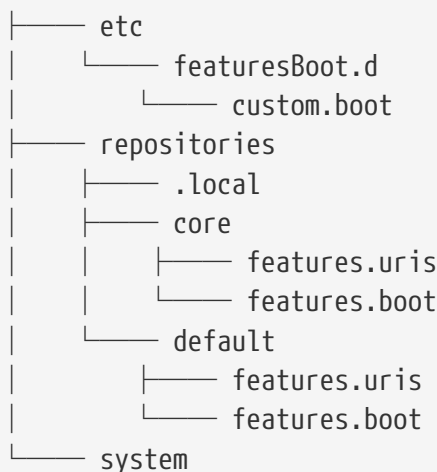 ├── etc
│   └── featuresBoot.d
│       └── custom.boot
├── repositories
│   ├── .local
│   ├── core
│   │   ├── features.uris
│   │   └── features.boot
│   └── default
│       ├── features.uris
│       └── features.boot
└── system